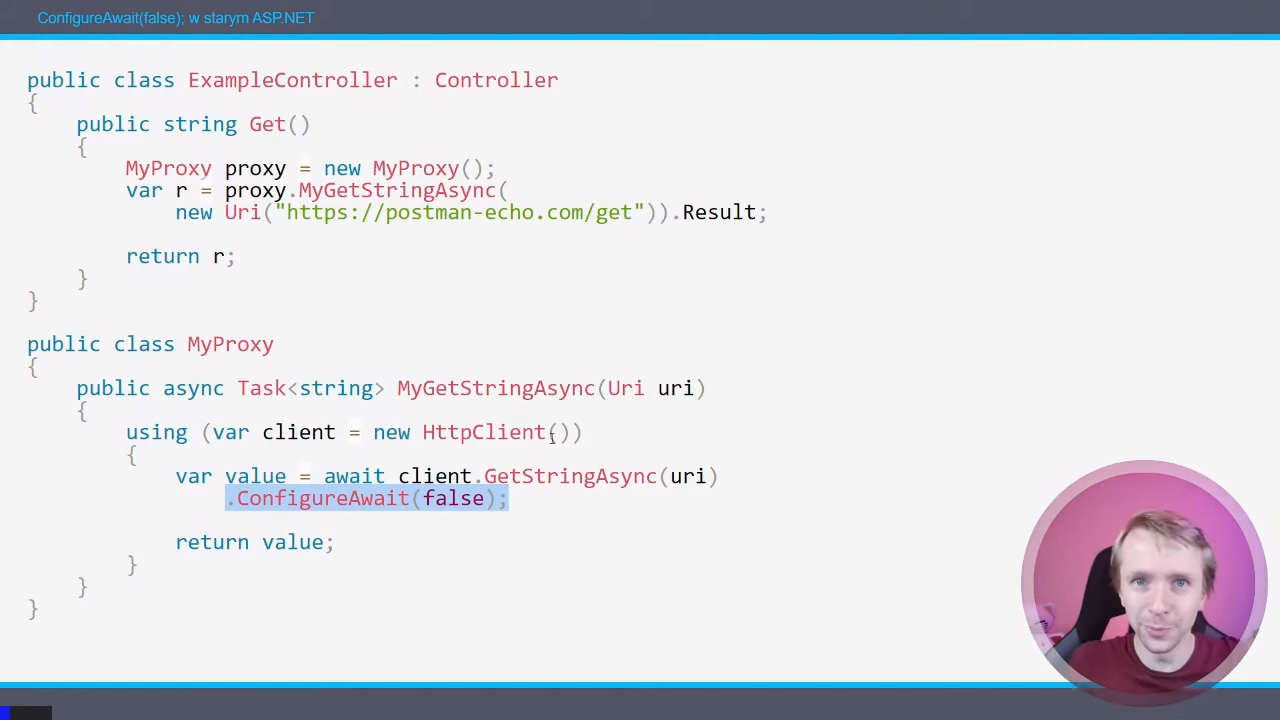 ConfigureAwait(false); w starym ASP.NET
public class ExampleController : Controller
{
public string Get()
{
MyProxy proxy = new MyProxy();
var r = proxy.MyGetStringAsync(
new Uri("https://postman-echo.com/get")).Result;
return r;
}
}
public class MyProxy
{
public async Task<string> MyGetStringAsync(Uri uri)
{
using (var client = new HttpClient())
{
var value = await client.GetStringAsync(uri)
.ConfigureAwait(false);
return value;
}
}
}